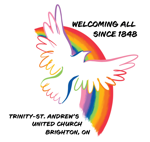 WELCOMING ALL
SINCE 1848
TRINITY-ST. ANDREW'S
UNITED CHURCH
BRIGHTON, ON